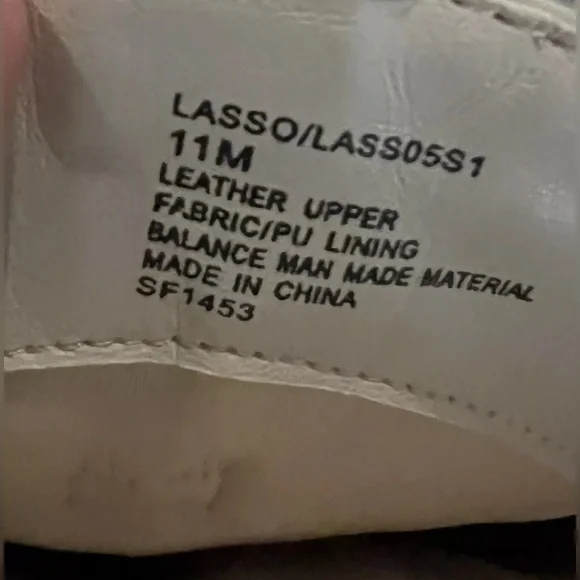 LASSO/LASS05S1
11M
LEATHER UPPER
FABRIC/PU LINING
BALANCE MAN MADE MATERIAL
MADE IN CHINA
SF1453